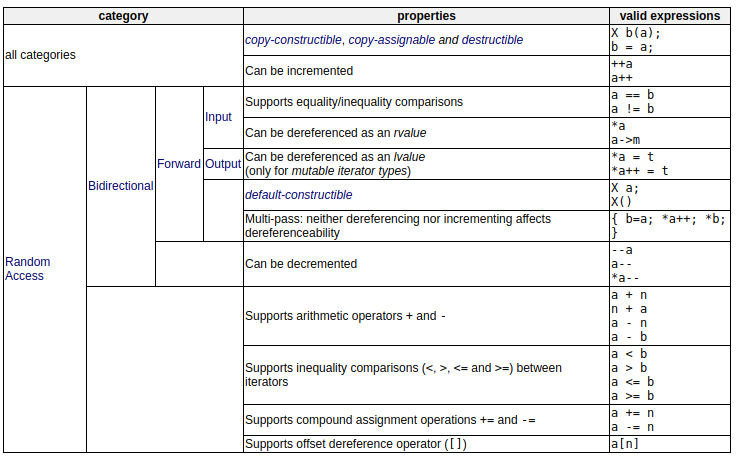 category properties valid expressions
all categories
copy-constructible, copy-assignable and destructible
X b(a);
b = a;
Can be incremented
++a
a++
Random
Access
Bidirectional
Forward
Input
Supports equality/inequality comparisons
a == b
a != b
Can be dereferenced as an rvalue
*a
a->m
Output
Can be dereferenced as an lvalue
(only for mutable iterator types)
*a = t
*a++ = t
default-constructible
X a;
X()
Multi-pass: neither dereferencing nor incrementing affects
dereferenceability
{ b=a; *a++; *b;
}
Can be decremented
--a
a--
*a--
Supports arithmetic operators + and -
a + n
n + a
a - n
a - b
Supports inequality comparisons (<, >, <= and >=) between
iterators
a < b
a > b
a <= b
a >= b
Supports compound assignment operations += and -=
a += n
a -= n
Supports offset dereference operator ([])
a[n]